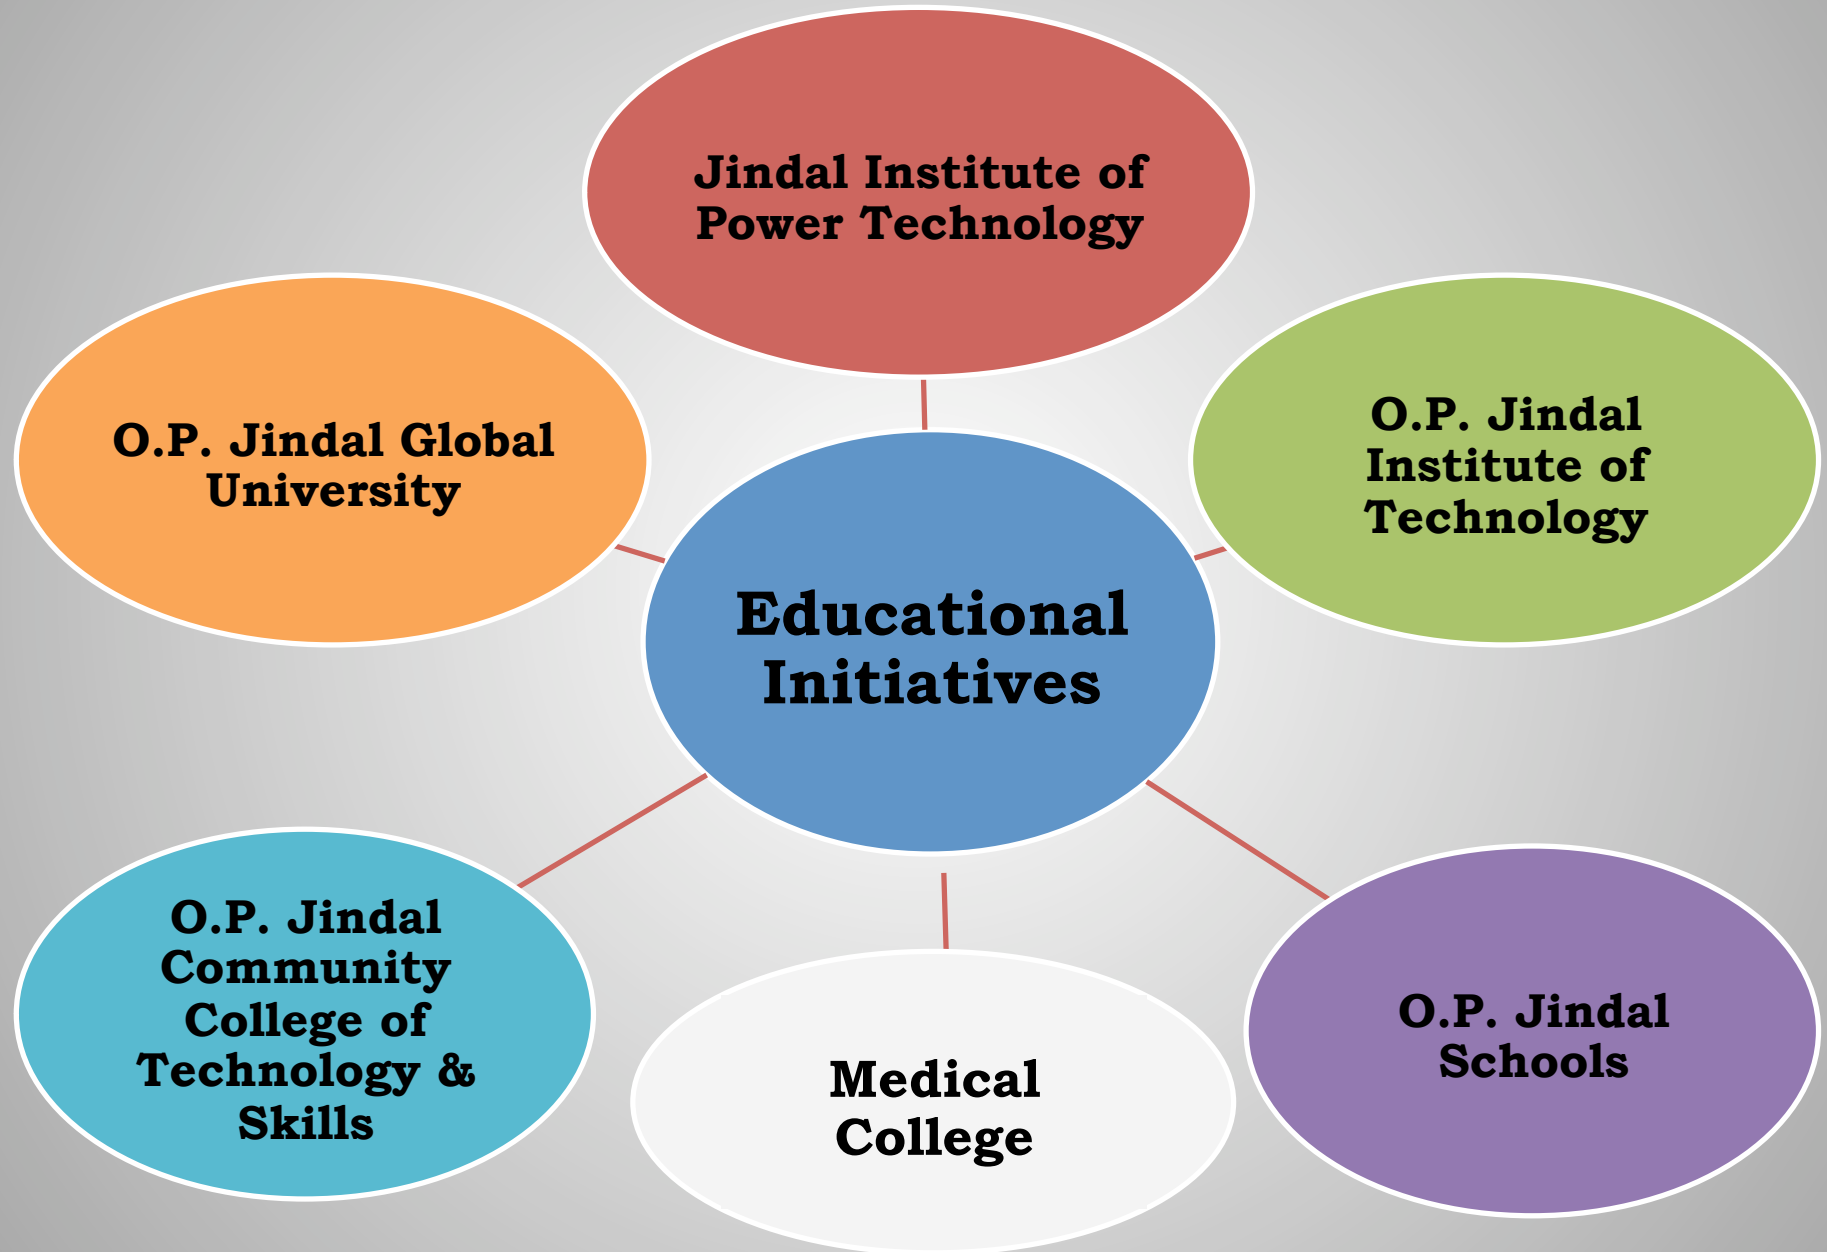 Jindal Institute of
Power Technology
O.P. Jindal Global
University
O.P. Jindal
Institute of
Technology
Educational
Initiatives
O.P. Jindal
Community
College of
Technology &
Skills
Medical
College
O.P. Jindal
Schools